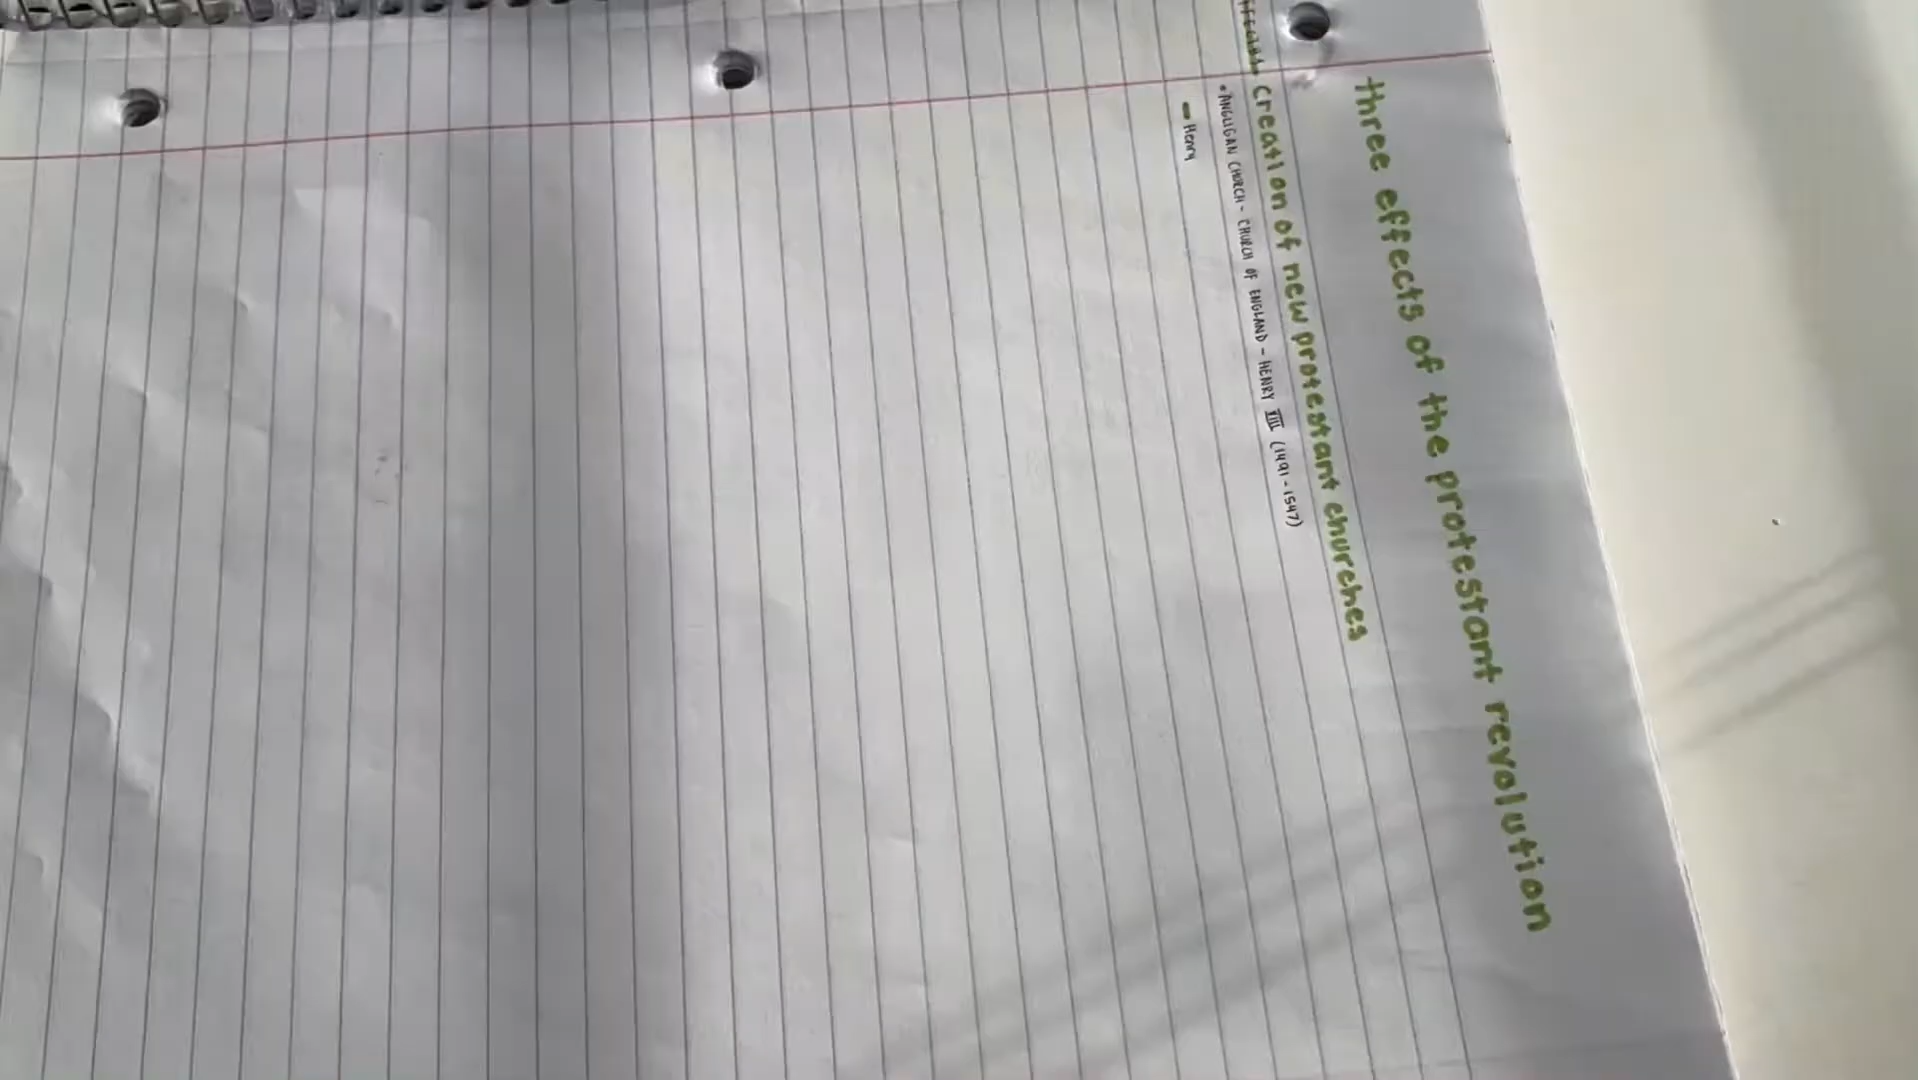 three effects of the protestant revolution
creation of new protestant churches
• ANGLIGAN CHURCH - CHURCH OF ENGLAND - HENRY VIII (1491 - 1547)
- Henry